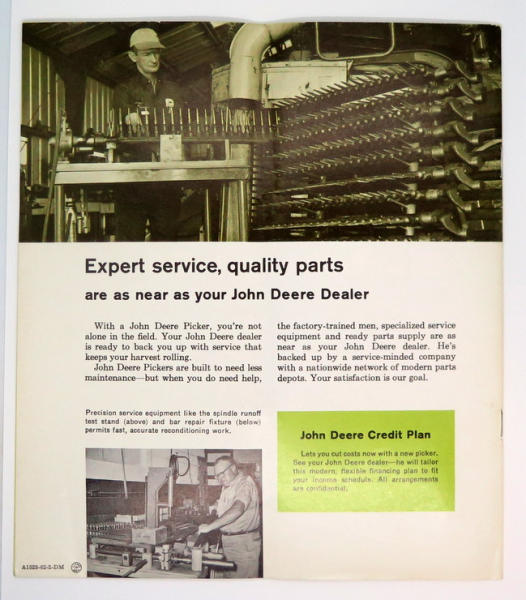 Expert service, quality parts
are as near as your John Deere Dealer
With a John Deere Picker, you're not
alone in the field. Your John Deere dealer
is ready to back you up with service that
keeps your harvest rolling.
John Deere Pickers are built to need less
maintenance—but when you do need help,
the factory-trained men, specialized service
equipment and ready parts supply are as
near as your John Deere dealer. He's
backed up by a service-minded company
with a nationwide network of modern parts
depots. Your satisfaction is our goal.
Precision service equipment like the spindle runoff
test stand (above) and bar repair fixture (below)
permits fast, accurate reconditioning work.
John Deere Credit Plan
Lets you cut costs now with a new picker.
See your John Deere dealer—he will tailor
this modern, flexible financing plan to fit
your income schedule. All arrangements
are confidential.
A1528-62-2-DM